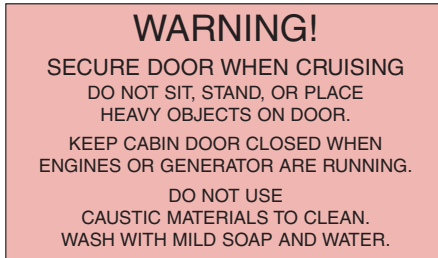 WARNING!
SECURE DOOR WHEN CRUISING
DO NOT SIT, STAND, OR PLACE
HEAVY OBJECTS ON DOOR.
KEEP CABIN DOOR CLOSED WHEN
ENGINES OR GENERATOR ARE RUNNING.
DO NOT USE
CAUSTIC MATERIALS TO CLEAN.
WASH WITH MILD SOAP AND WATER.